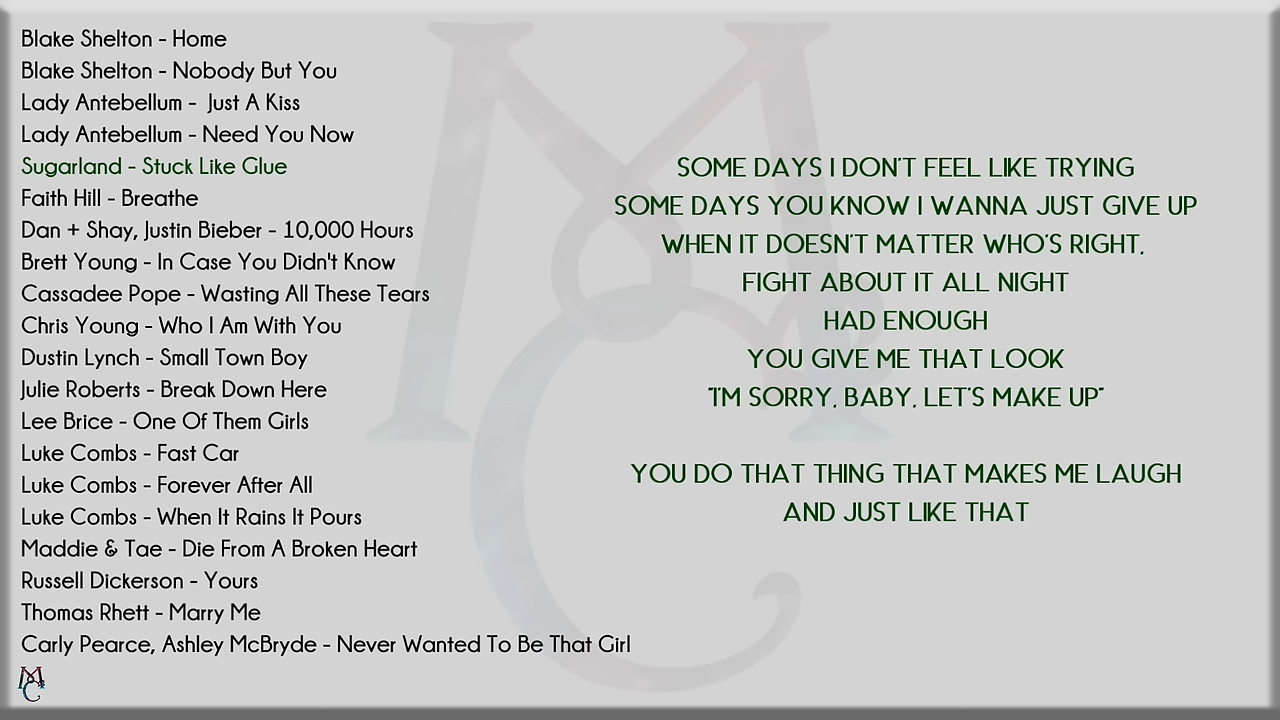 Blake Shelton - Home
Blake Shelton - Nobody But You
Lady Antebellum -  Just A Kiss
Lady Antebellum - Need You Now
Sugarland - Stuck Like Glue
Faith Hill - Breathe
Dan + Shay, Justin Bieber - 10,000 Hours
Brett Young - In Case You Didn't Know
Cassadee Pope - Wasting All These Tears
Chris Young - Who I Am With You
Dustin Lynch - Small Town Boy
Julie Roberts - Break Down Here
Lee Brice - One Of Them Girls
Luke Combs - Fast Car
Luke Combs - Forever After All
Luke Combs - When It Rains It Pours
Maddie & Tae - Die From A Broken Heart
Russell Dickerson - Yours
Thomas Rhett - Marry Me
Carly Pearce, Ashley McBryde - Never Wanted To Be That Girl
MC
SOME DAYS I DON'T FEEL LIKE TRYING
SOME DAYS YOU KNOW I WANNA JUST GIVE UP
WHEN IT DOESN'T MATTER WHO'S RIGHT,
FIGHT ABOUT IT ALL NIGHT
HAD ENOUGH
YOU GIVE ME THAT LOOK
"I'M SORRY, BABY, LET'S MAKE UP"
YOU DO THAT THING THAT MAKES ME LAUGH
AND JUST LIKE THAT
MC